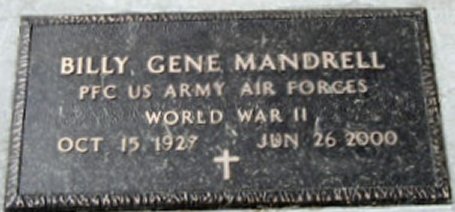 BILLY GENE MANDRELL
PFC US ARMY AIR FORCES
WORLD WAR II
OCT 15 1927 JUN 26 2000